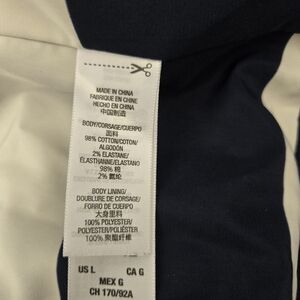 MADE IN CHINA
FABRIQUE EN CHINE
HECHO EN CHINA
中国制造
BODY/CORSAGE/CUERPO
面料
98% COTTON/COTON/
ALGODÓN
2% ELASTANE/
ÉLASTHANNE/ELASTANO
98% 棉
2% 氨纶
BODY LINING/
DOUBLURE DE CORSAGE/
FORRO DE CUERPO
大身里料
100% POLYESTER/
POLYESTER/POLIÉSTER
100% 聚酯纤维
US L CA G
MEX G
CH 170/92A